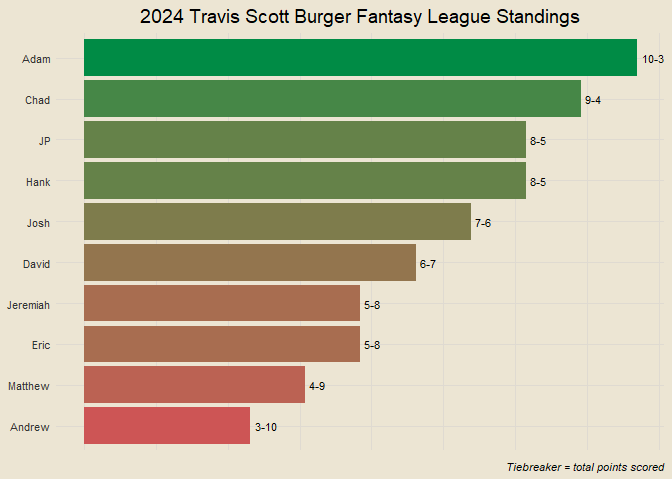 2024 Travis Scott Burger Fantasy League Standings
Adam 10-3
Chad 9-4
JP 8-5
Hank 8-5
Josh 7-6
David 6-7
Jeremiah 5-8
Eric 5-8
Matthew 4-9
Andrew 3-10
Tiebreaker = total points scored